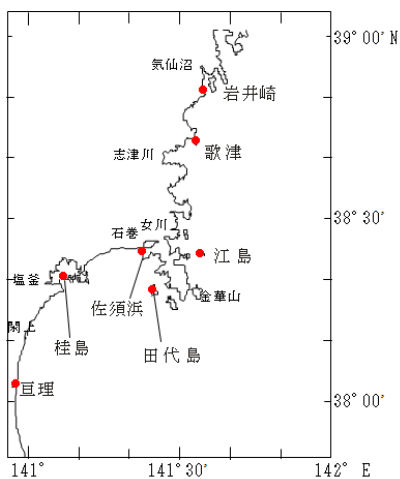 39°00′N
気仙沼
岩井崎
歌津
志津川
38°30′
女川
石巻
江島
塩釜
佐須浜
金華山
閖上
桂島
田代島
亘理
38°00′
141°
141°30′
142° E